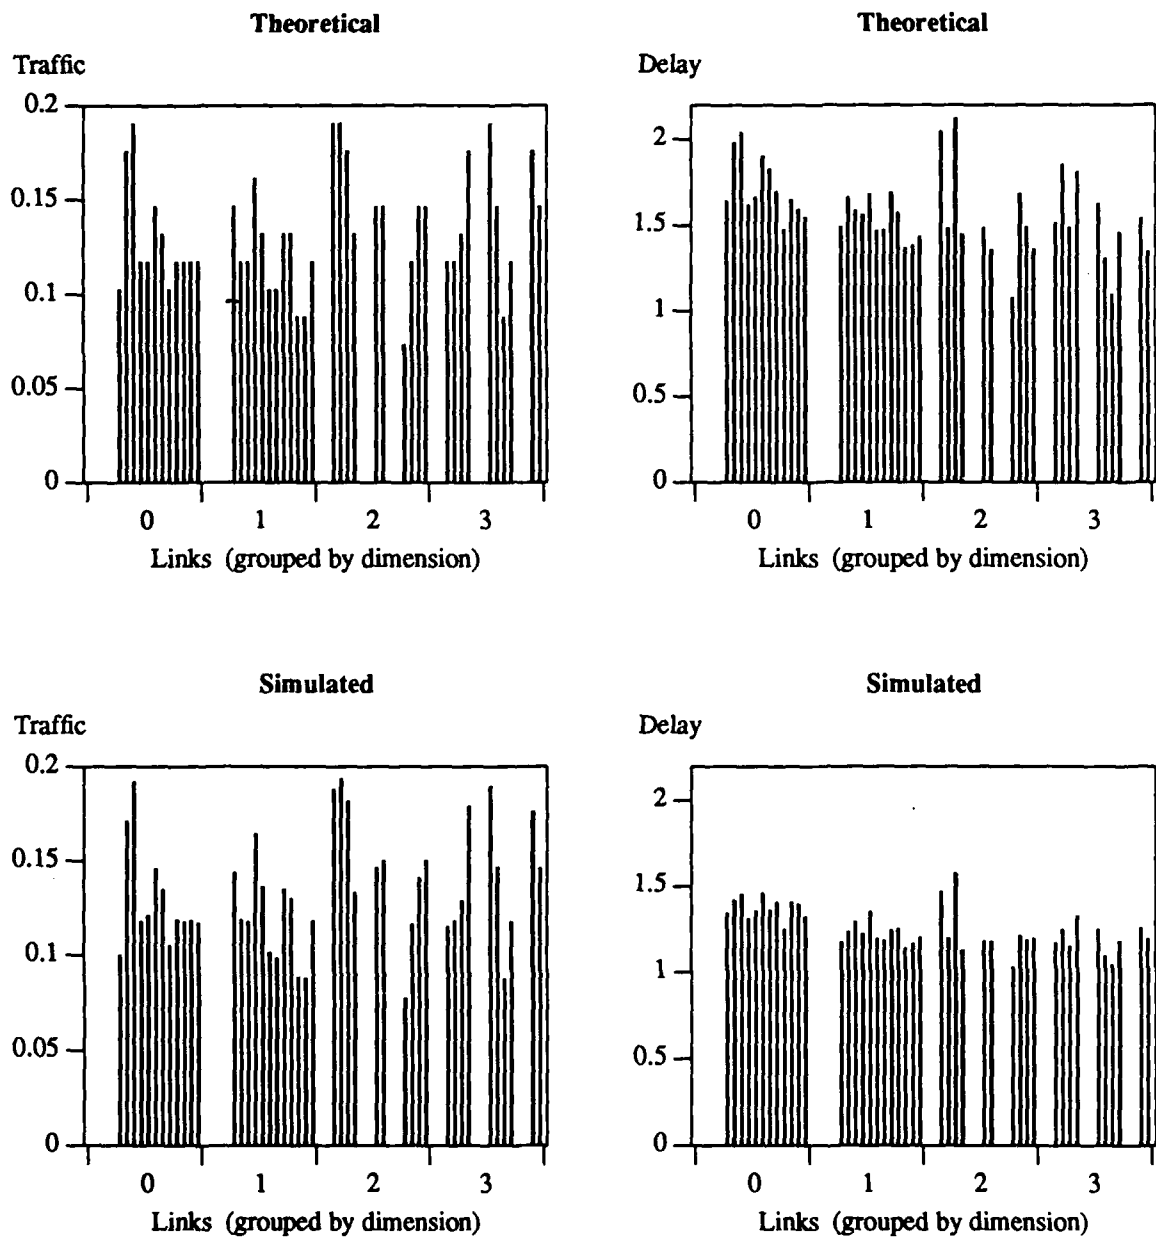 Theoretical
Traffic
0.2
0.15
0.1
0.05
0
0 1 2 3
Links (grouped by dimension)
Theoretical
Delay
2
1.5
1
0.5
0
0 1 2 3
Links (grouped by dimension)
Simulated
Traffic
0.2
0.15
0.1
0.05
0
0 1 2 3
Links (grouped by dimension)
Simulated
Delay
2
1.5
1
0.5
0
0 1 2 3
Links (grouped by dimension)